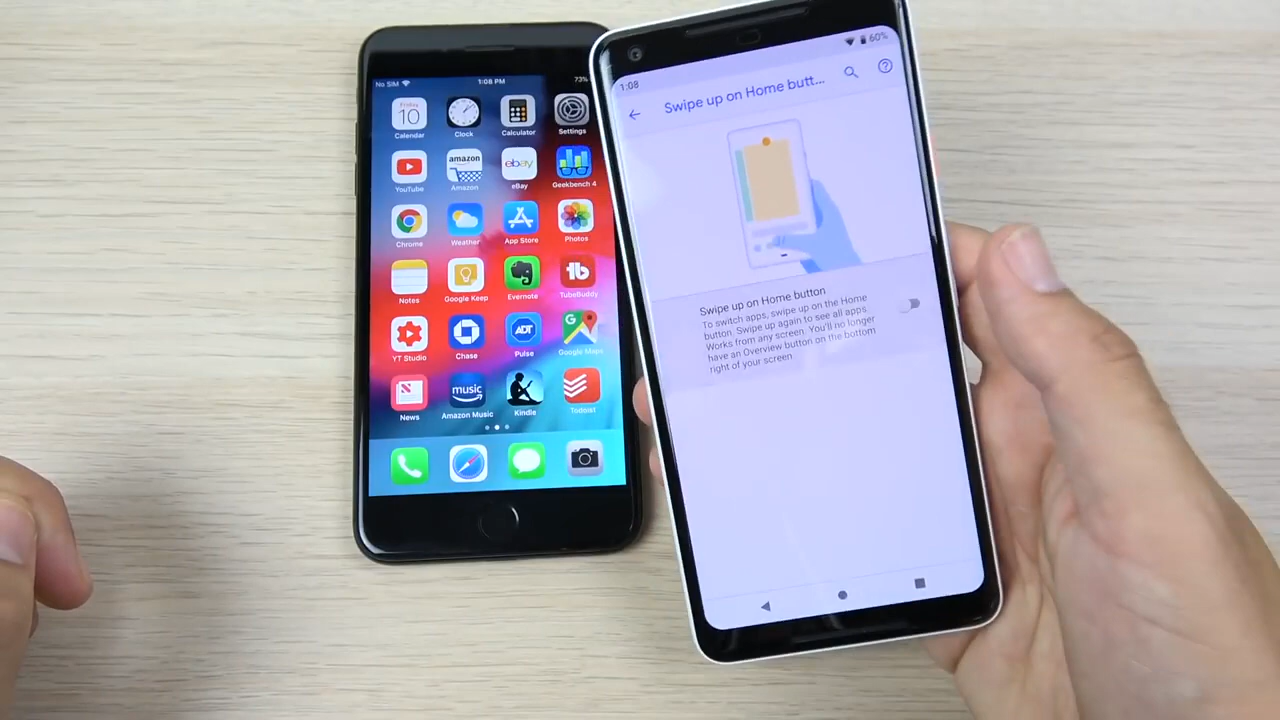 No SIM 1:08 PM 73%
Friday
10
Calendar Clock Calculator Settings
YouTube
amazon
Amazon
ebay
eBay Geekbench 4
Chrome Weather App Store Photos
Notes Google Keep Evernote TubeBuddy
YT Studio Chase
ADT
Pulse Google Maps
News
music
Amazon Music Kindle Todoist
1:08 60%
Swipe up on Home butt...
Swipe up on Home button
To switch apps, swipe up on the Home
button. Swipe up again to see all apps.
Works from any screen. You'll no longer
have an Overview button on the bottom
right of your screen.